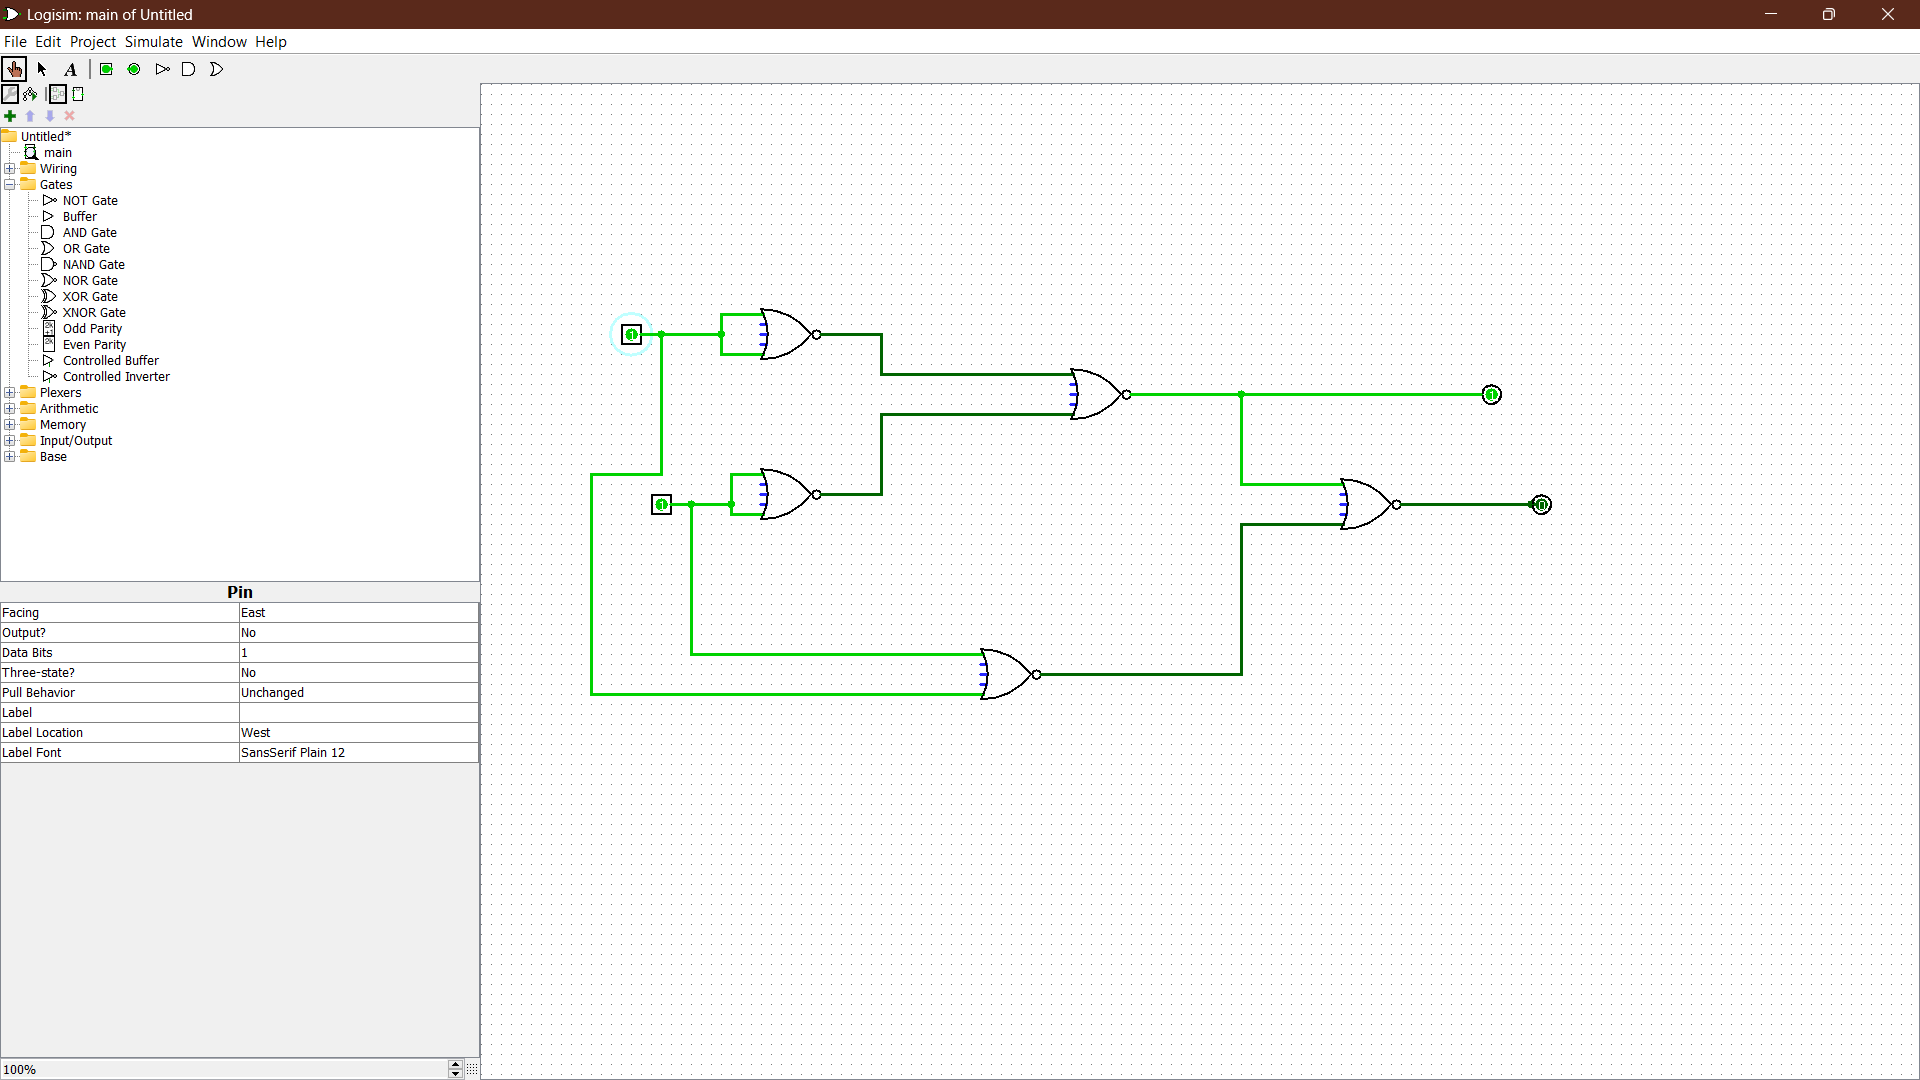 Logisim: main of Untitled
File Edit Project Simulate Window Help
A
Untitled*
main
Wiring
Gates
NOT Gate
Buffer
AND Gate
OR Gate
NAND Gate
NOR Gate
XOR Gate
XNOR Gate
Odd Parity
Even Parity
Controlled Buffer
Controlled Inverter
Plexers
Arithmetic
Memory
Input/Output
Base
Pin
Facing East
Output? No
Data Bits 1
Three-state? No
Pull Behavior Unchanged
Label
Label Location West
Label Font SansSerif Plain 12
100%
1
1
1
0